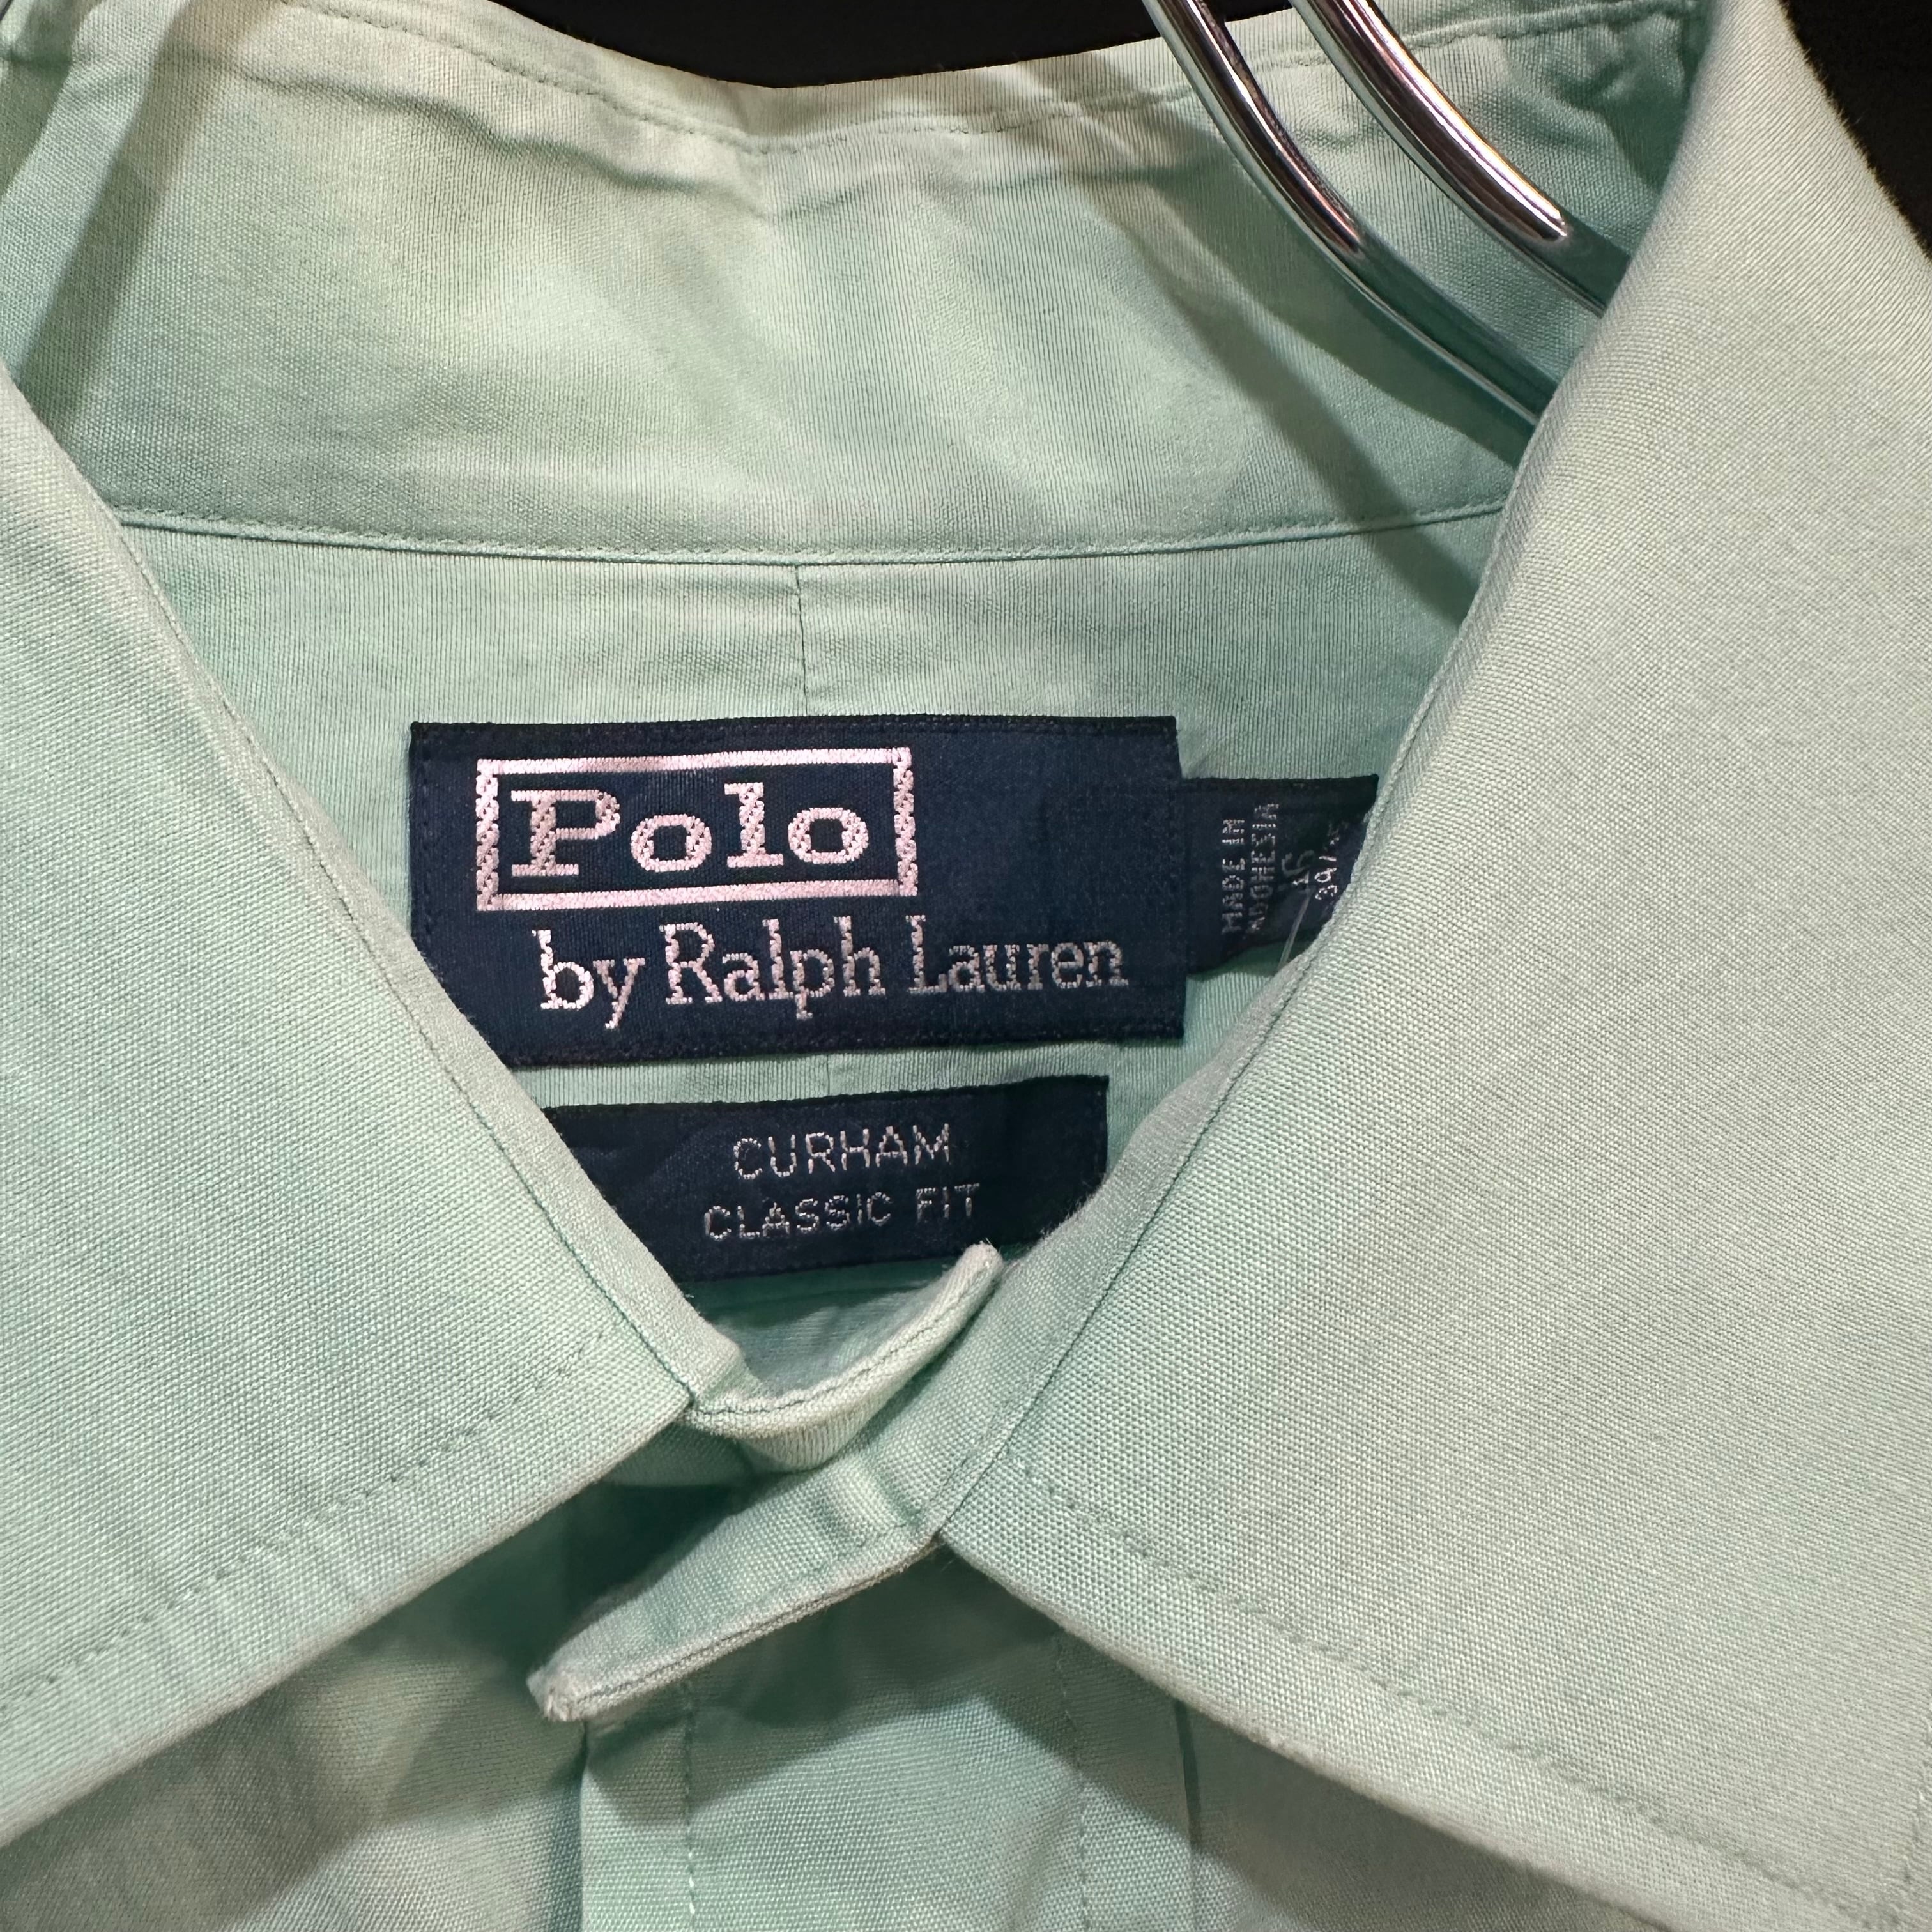 Polo
by Ralph Lauren
MADE IN
INDONESIA
16
CURHAM
CLASSIC FIT